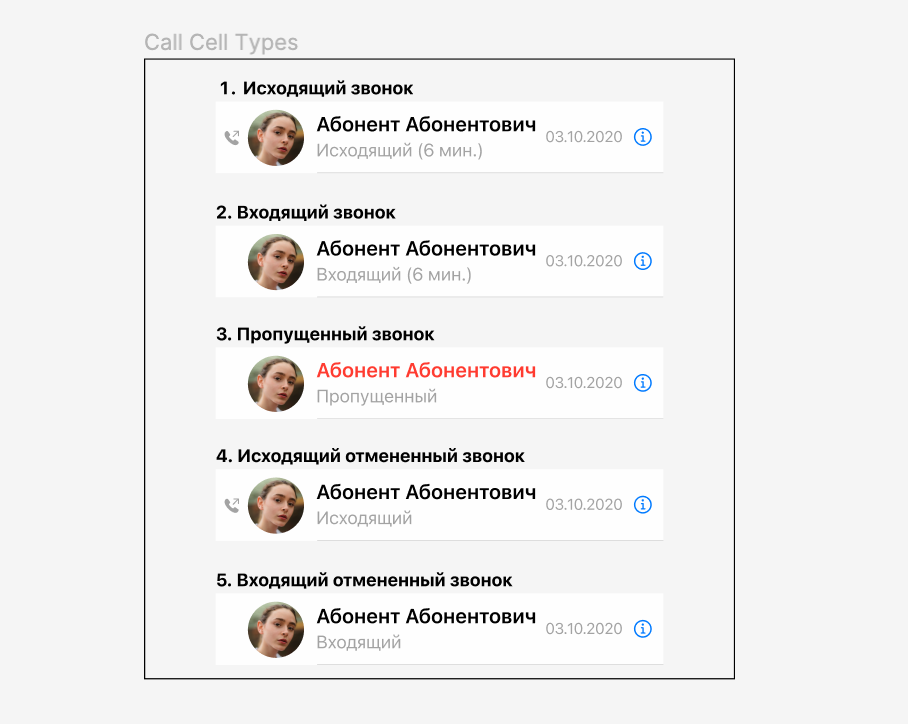 Call Cell Types
1. Исходящий звонок
Абонент Абонентович
Исходящий (6 мин.)
03.10.2020
2. Входящий звонок
Абонент Абонентович
Входящий (6 мин.)
03.10.2020
3. Пропущенный звонок
Абонент Абонентович
Пропущенный
03.10.2020
4. Исходящий отмененный звонок
Абонент Абонентович
Исходящий
03.10.2020
5. Входящий отмененный звонок
Абонент Абонентович
Входящий
03.10.2020